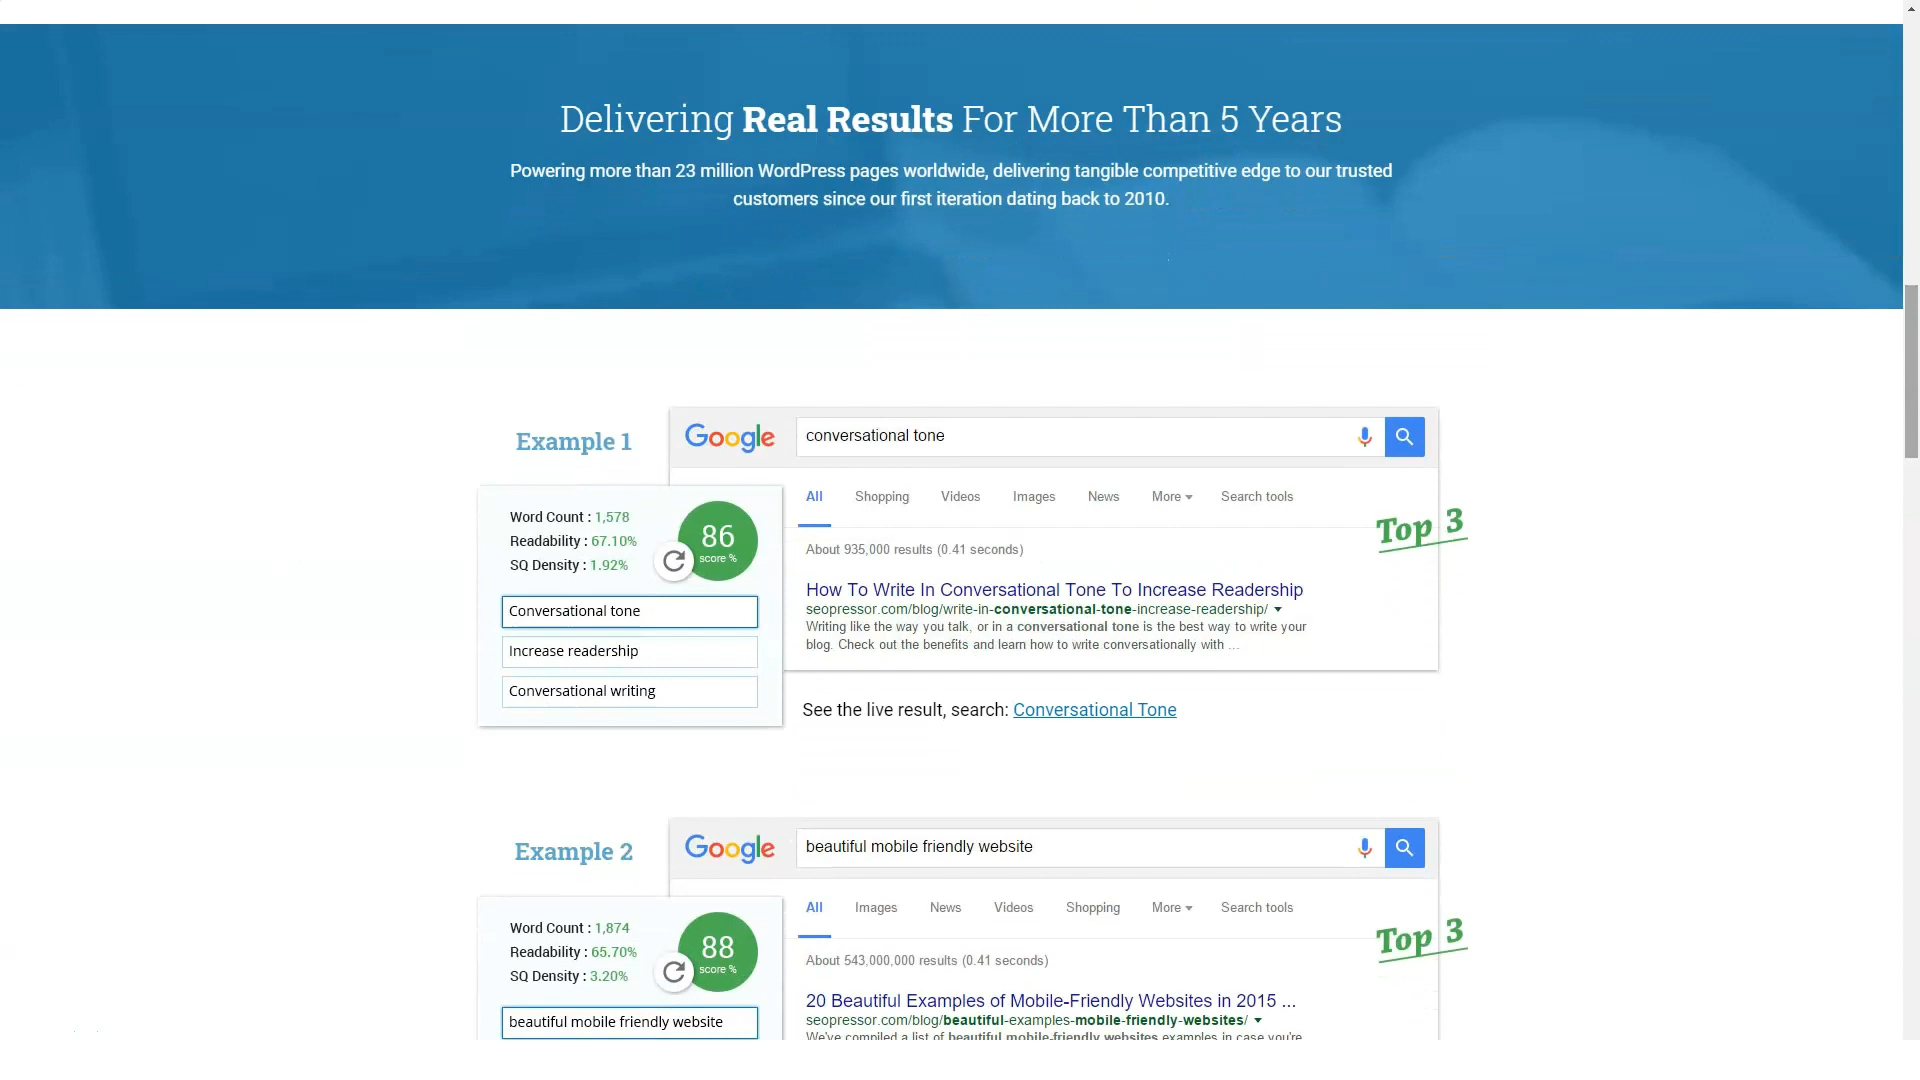 Delivering Real Results For More Than 5 Years
Powering more than 23 million WordPress pages worldwide, delivering tangible competitive edge to our trusted
customers since our first iteration dating back to 2010.
Example 1
Google
conversational tone
All Shopping Videos Images News More Search tools
Word Count : 1,578
Readability : 67.10%
SQ Density : 1.92%
86
score %
Conversational tone
Increase readership
Conversational writing
Top 3
About 935,000 results (0.41 seconds)
How To Write In Conversational Tone To Increase Readership
seopressor.com/blog/write-in-conversational-tone-increase-readership/
Writing like the way you talk, or in a conversational tone is the best way to write your
blog. Check out the benefits and learn how to write conversationally with ...
See the live result, search: Conversational Tone
Example 2
Google
beautiful mobile friendly website
All Images News Videos Shopping More Search tools
Word Count : 1,874
Readability : 65.70%
SQ Density : 3.20%
88
score %
beautiful mobile friendly website
Top 3
About 543,000,000 results (0.41 seconds)
20 Beautiful Examples of Mobile-Friendly Websites in 2015 ...
seopressor.com/blog/beautiful-examples-mobile-friendly-websites/
We've compiled a list of beautiful mobile-friendly websites examples in case you're